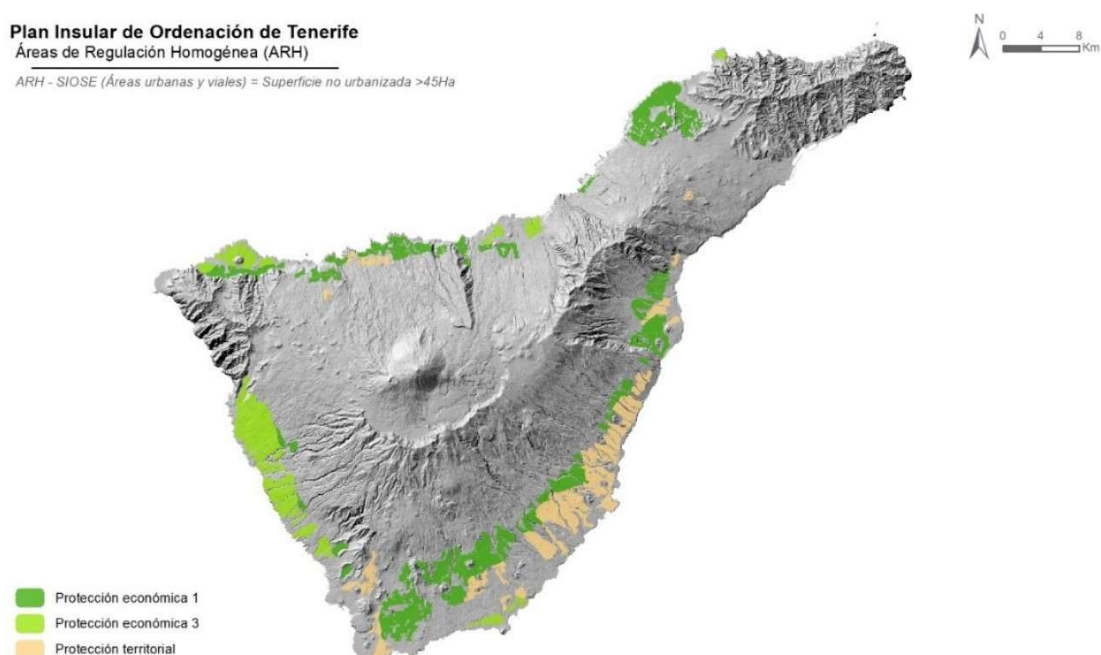 Plan Insular de Ordenación de Tenerife
Áreas de Regulación Homogénea (ARH)
ARH - SIOSE (Áreas urbanas y viales) = Superficie no urbanizada >45Ha
N
0 4 8
Km
Protección económica 1
Protección económica 3
Protección territorial